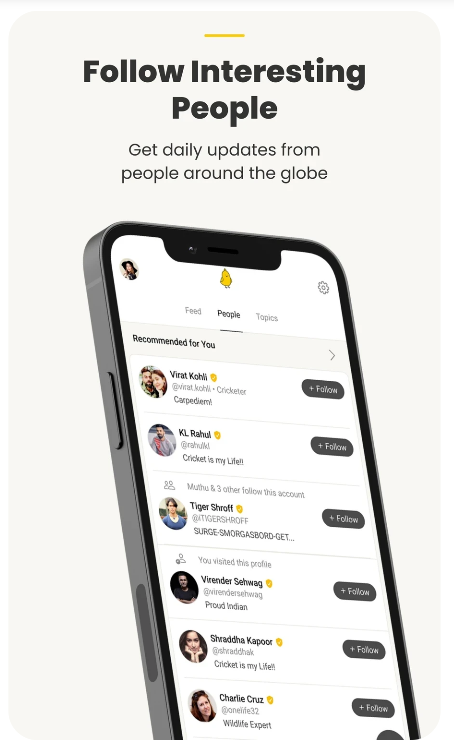 Follow Interesting
People
Get daily updates from
people around the globe
Feed People Topics
Recommended for You
Virat Kohli
@virat.kohli • Cricketer
Carpediem!
+ Follow
KL Rahul
@rahulkl
Cricket is my Life!!
+ Follow
Muthu & 3 other follow this account
Tiger Shroff
@iTIGERSHROFF
SURGE-SMORGASBORD-GET...
+ Follow
You visited this profile
Virender Sehwag
@virendersehwag
Proud Indian
+ Follow
Shraddha Kapoor
@shraddhak
Cricket is my Life!!
+ Follow
Charlie Cruz
@onelife32
Wildlife Expert
+ Follow